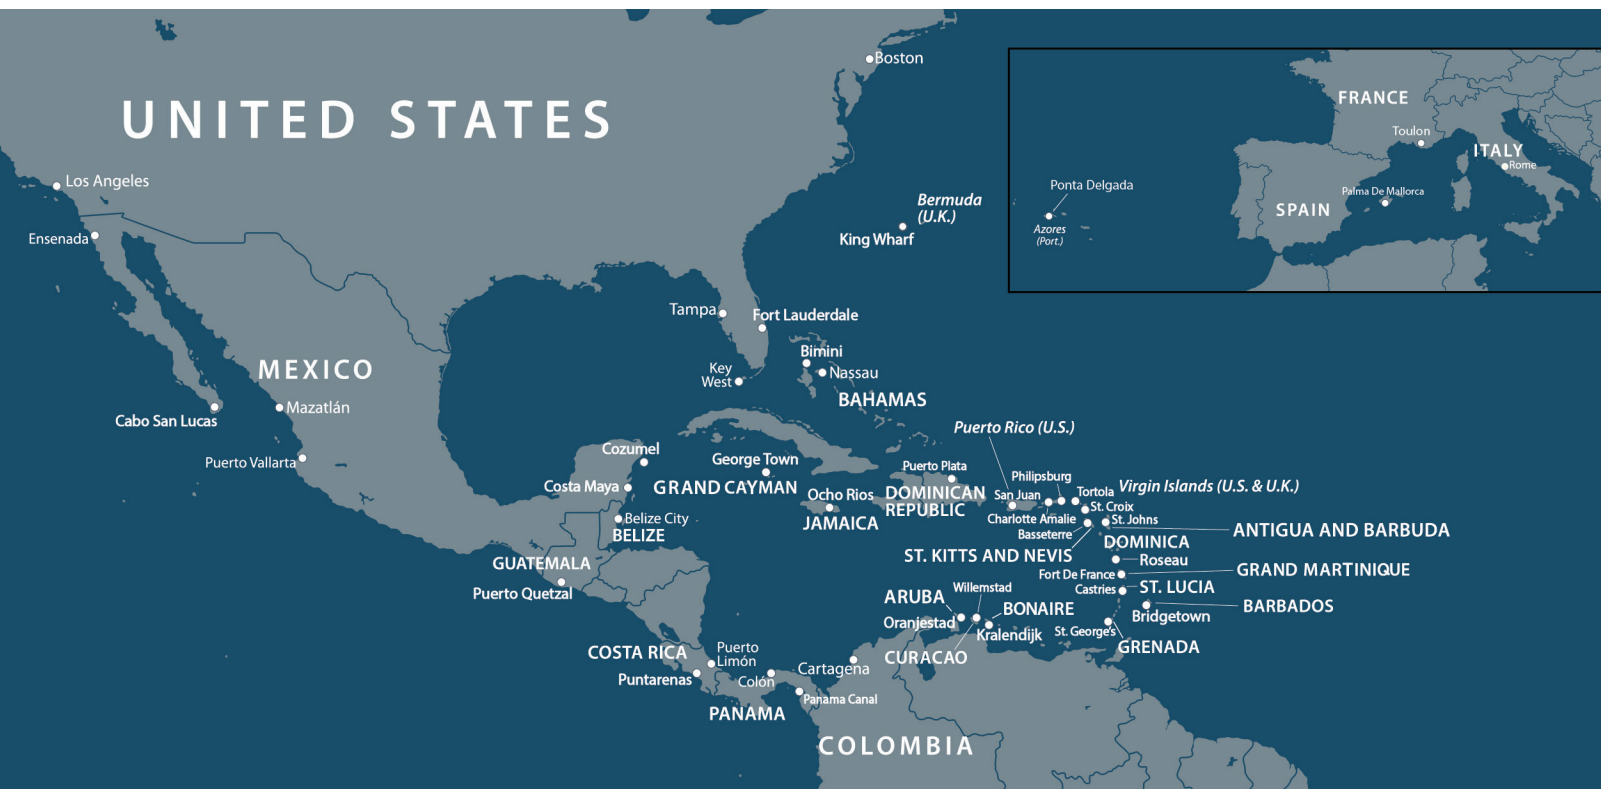 Boston
UNITED STATES
FRANCE
Toulon
ITALY
Rome
Ponta Delgada
Palma De Mallorca
SPAIN
Azores
(Port.)
Los Angeles
Ensenada
Bermuda
(U.K.)
King Wharf
Tampa
Fort Lauderdale
Bimini
Key
West
Nassau
BAHAMAS
MEXICO
Cabo San Lucas
Mazatlán
Puerto Vallarta
Cozumel
Costa Maya
George Town
GRAND CAYMAN
Ocho Rios
JAMAICA
Puerto Rico (U.S.)
Puerto Plata
DOMINICAN
REPUBLIC
San Juan
Philipsburg
Tortola
Virgin Islands (U.S. & U.K.)
St. Croix
Charlotte Amalie
St. Johns
Basseterre
ANTIGUA AND BARBUDA
DOMINICA
ST. KITTS AND NEVIS
Roseau
Belize City
BELIZE
GUATEMALA
Puerto Quetzal
Fort De France
GRAND MARTINIQUE
Castries
ST. LUCIA
BARBADOS
Bridgetown
Willemstad
ARUBA
BONAIRE
Oranjestad
Kralendijk
St. George's
GRENADA
CURACAO
COSTA RICA
Puerto
Limón
Puntarenas
Colón
Cartagena
Panama Canal
PANAMA
COLOMBIA